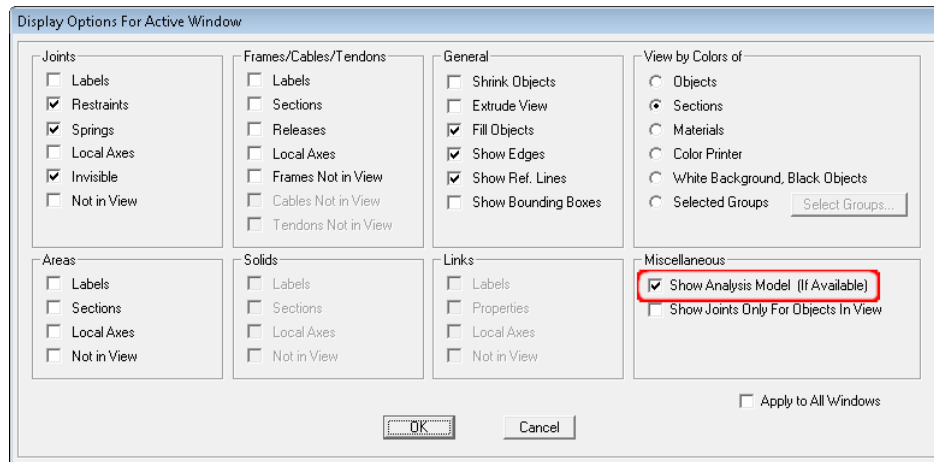 Display Options For Active Window
Joints
Labels
Restraints
Springs
Local Axes
Invisible
Not in View
Frames/Cables/Tendons
Labels
Sections
Releases
Local Axes
Frames Not in View
Cables Not in View
Tendons Not in View
General
Shrink Objects
Extrude View
Fill Objects
Show Edges
Show Ref. Lines
Show Bounding Boxes
View by Colors of
Objects
Sections
Materials
Color Printer
White Background, Black Objects
Selected Groups
Select Groups...
Areas
Labels
Sections
Local Axes
Not in View
Solids
Labels
Sections
Local Axes
Not in View
Links
Labels
Properties
Local Axes
Not in View
Miscellaneous
Show Analysis Model (If Available)
Show Joints Only For Objects In View
Apply to All Windows
OK
Cancel